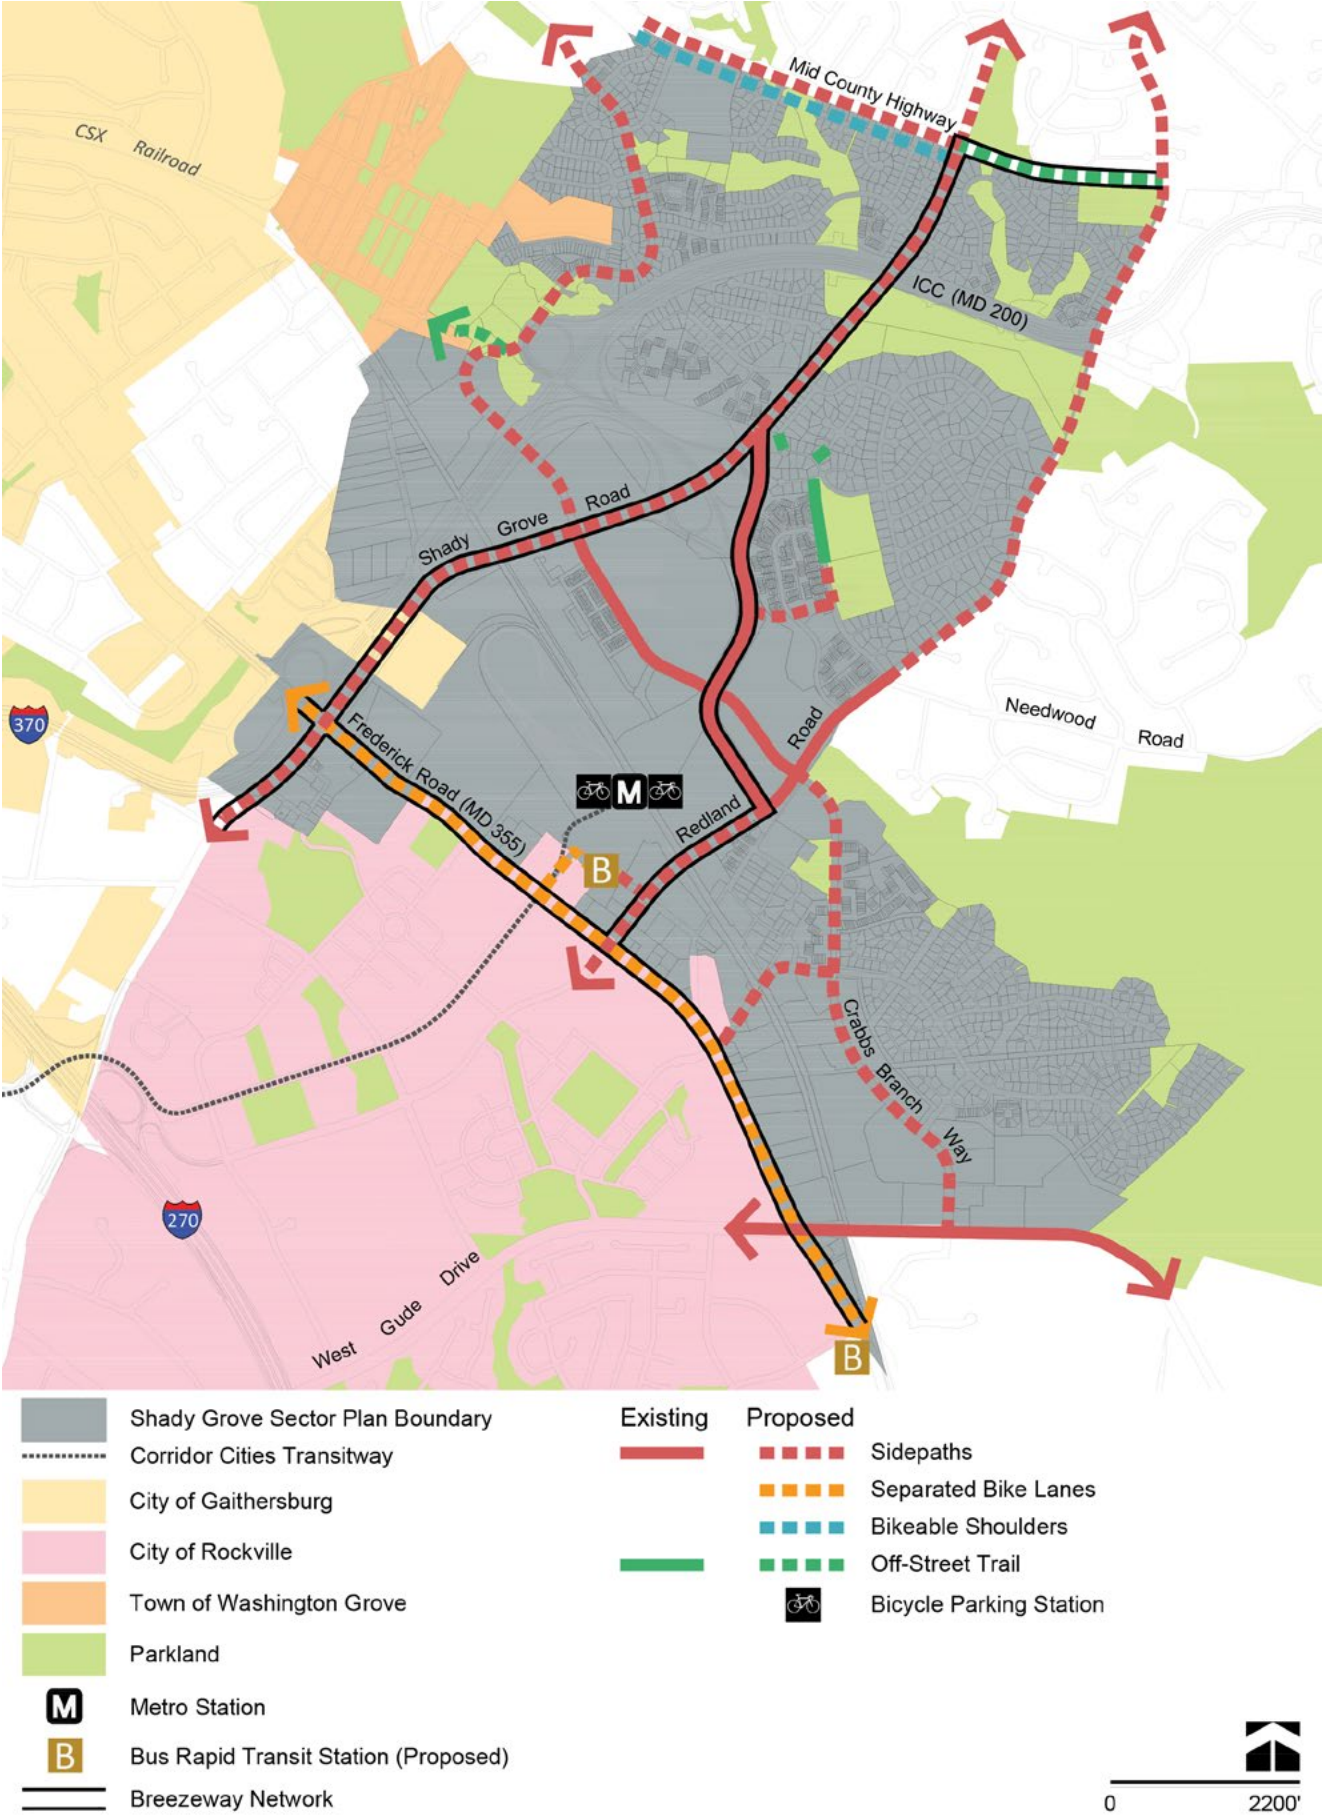 Mid County Highway
CSX Railroad
ICC (MD 200)
Shady Grove Road
370
Frederick Road (MD 355)
Needwood Road
Road
M
Redland
B
Crabbs Branch Way
270
West Gude Drive
B
Shady Grove Sector Plan Boundary
Corridor Cities Transitway
City of Gaithersburg
City of Rockville
Town of Washington Grove
Parkland
M Metro Station
B Bus Rapid Transit Station (Proposed)
Breezeway Network
Existing Proposed
Sidepaths
Separated Bike Lanes
Bikeable Shoulders
Off-Street Trail
Bicycle Parking Station
0 2200'